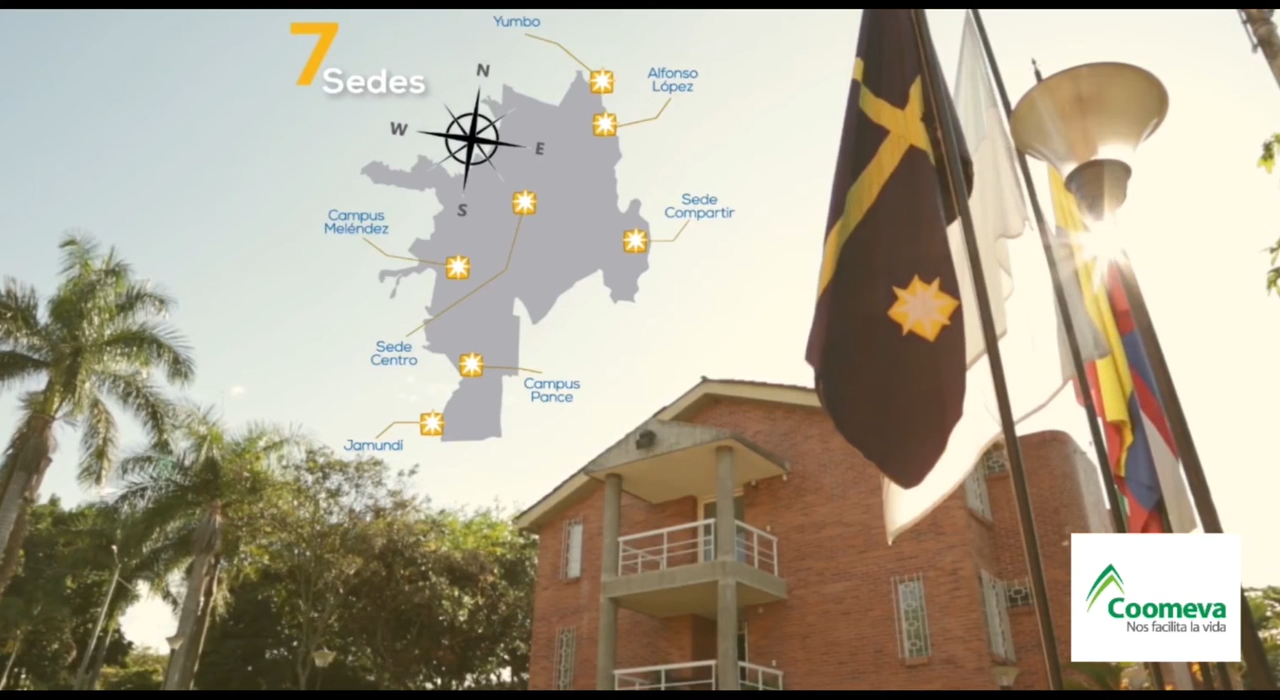 7
Sedes
Yumbo
Alfonso
López
N
W
E
S
Sede
Compartir
Campus
Meléndez
Sede
Centro
Campus
Pance
Jamundí
Coomeva
Nos facilita la vida